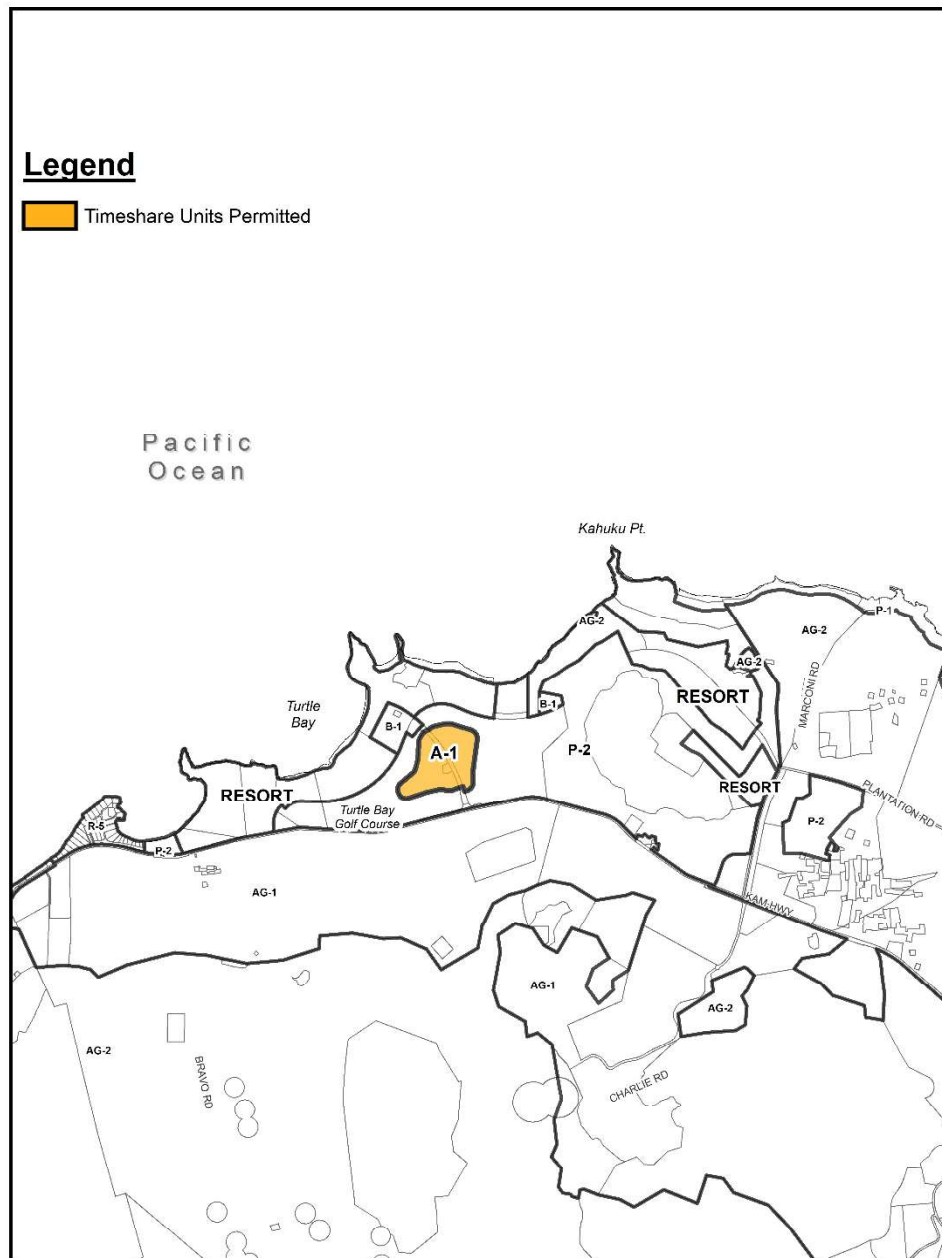 Legend
Timeshare Units Permitted
Pacific
Ocean
Kahuku Pt.
P-1
AG-2
AG-2
AG-2
RESORT
MARCONI RD
Turtle
Bay
B-1
B-1
A-1
P-2
RESORT
RESORT
PLANTATION RD
Turtle Bay
Golf Course
R-5
P-2
P-2
AG-1
KAM HWY
AG-1
AG-2
AG-2
BRAVO RD
CHARLIE RD